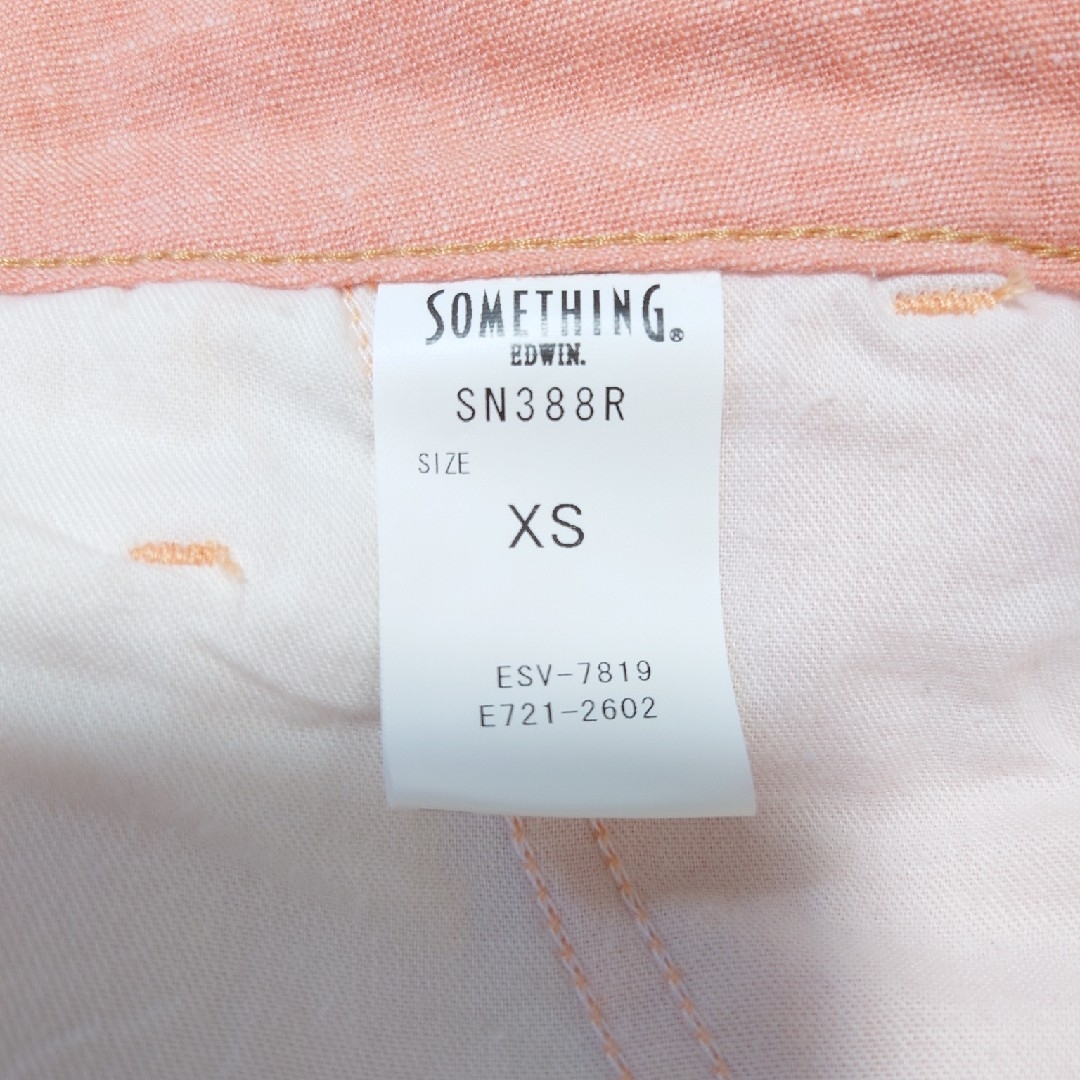 SOMETHING®
EDWIN.
SN388R
SIZE
XS
ESV-7819
E721-2602